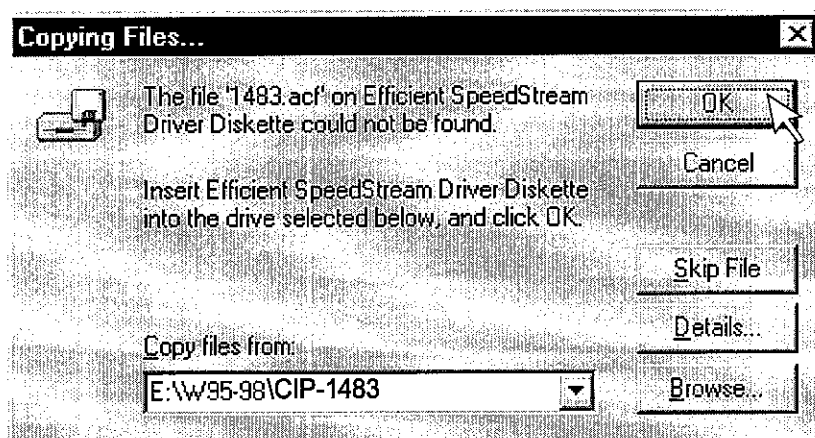 Copying Files...
The file '1483.acf' on Efficient SpeedStream
Driver Diskette could not be found.
Insert Efficient SpeedStream Driver Diskette
into the drive selected below, and click OK.
Copy files from:
E:\W95-98\CIP-1483
OK
Cancel
Skip File
Details...
Browse...